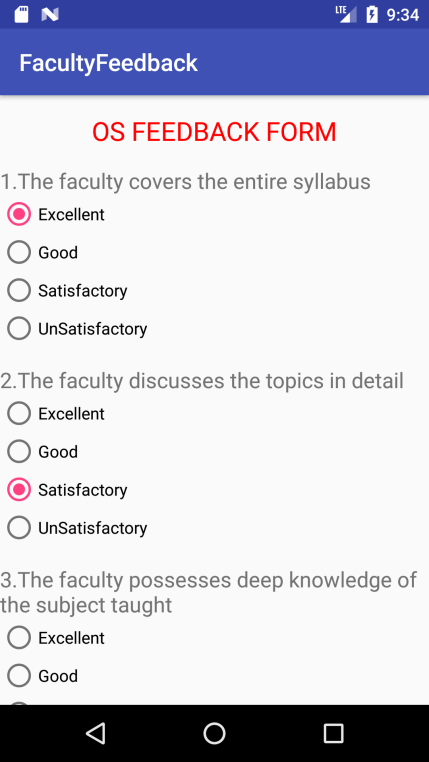 LTE 9:34
FacultyFeedback
OS FEEDBACK FORM
1.The faculty covers the entire syllabus
Excellent
Good
Satisfactory
UnSatisfactory
2.The faculty discusses the topics in detail
Excellent
Good
Satisfactory
UnSatisfactory
3.The faculty possesses deep knowledge of
the subject taught
Excellent
Good